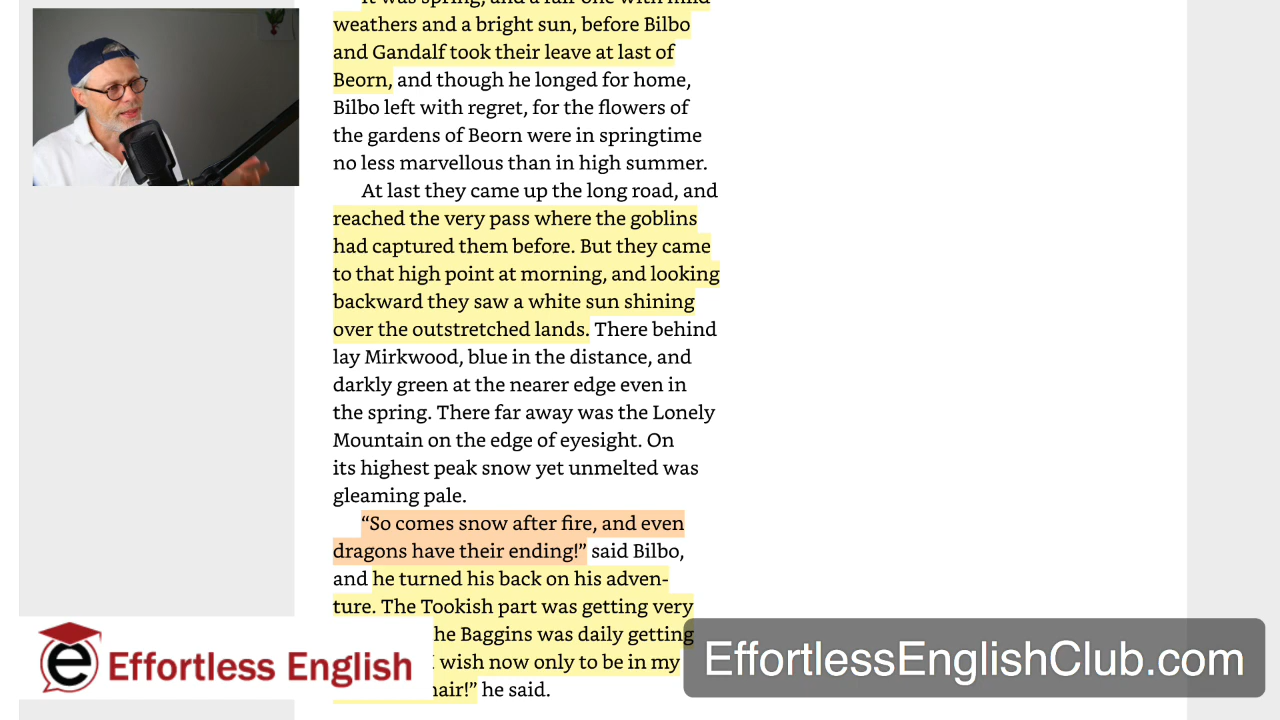 It was spring, and a fair one with mild
weathers and a bright sun, before Bilbo
and Gandalf took their leave at last of
Beorn, and though he longed for home,
Bilbo left with regret, for the flowers of
the gardens of Beorn were in springtime
no less marvellous than in high summer.
At last they came up the long road, and
reached the very pass where the goblins
had captured them before. But they came
to that high point at morning, and looking
backward they saw a white sun shining
over the outstretched lands. There behind
lay Mirkwood, blue in the distance, and
darkly green at the nearer edge even in
the spring. There far away was the Lonely
Mountain on the edge of eyesight. On
its highest peak snow yet unmelted was
gleaming pale.
“So comes snow after fire, and even
dragons have their ending!” said Bilbo,
and he turned his back on his adven-
ture. The Tookish part was getting very
he Baggins was daily getting
wish now only to be in my
hair!” he said.
e Effortless English
EffortlessEnglishClub.com